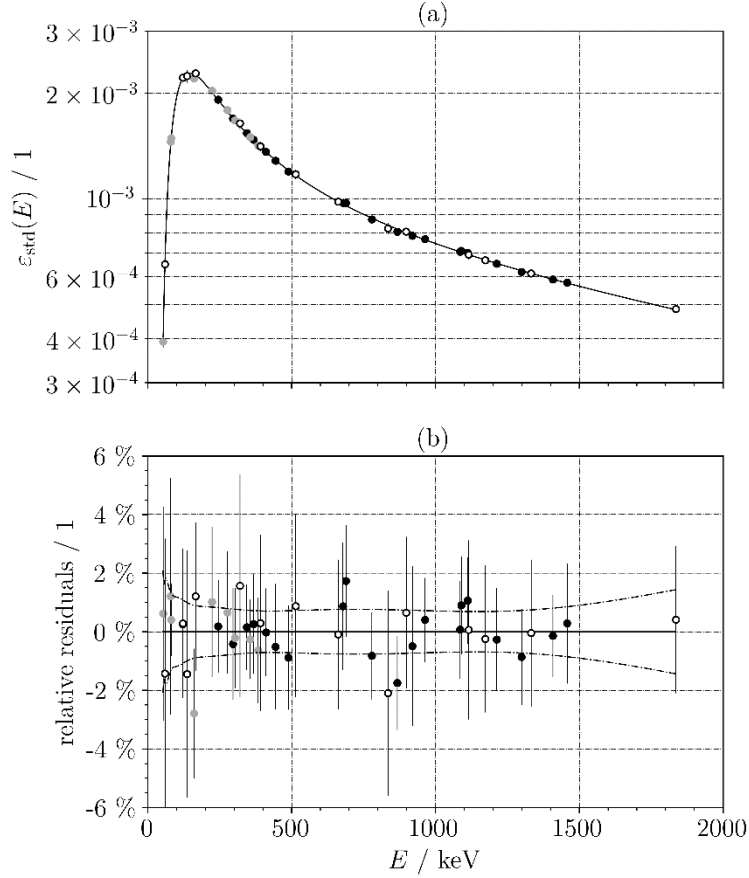 (a)
3 × 10⁻³
2 × 10⁻³
10⁻³
6 × 10⁻⁴
4 × 10⁻⁴
3 × 10⁻⁴
ε_std(E) / 1
(b)
6 %
4 %
2 %
0 %
-2 %
-4 %
-6 %
relative residuals / 1
0 500 1000 1500 2000
E / keV